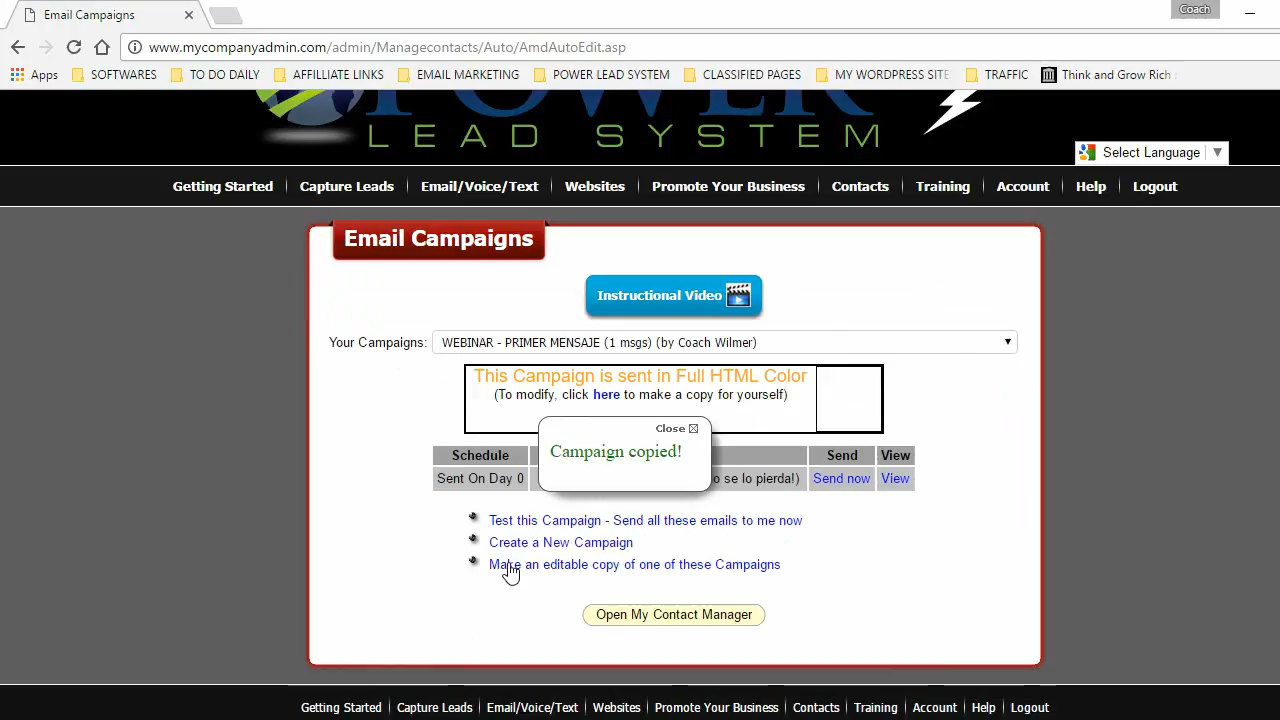 Email Campaigns
Coach
www.mycompanyadmin.com/admin/Managecontacts/Auto/AmdAutoEdit.asp
Apps SOFTWARES TO DO DAILY AFFILLIATE LINKS EMAIL MARKETING POWER LEAD SYSTEM CLASSIFIED PAGES MY WORDPRESS SITE TRAFFIC Think and Grow Rich
POWER
LEAD SYSTEM
Select Language
Getting Started Capture Leads Email/Voice/Text Websites Promote Your Business Contacts Training Account Help Logout
Email Campaigns
Instructional Video
Your Campaigns: WEBINAR - PRIMER MENSAJE (1 msgs) (by Coach Wilmer)
This Campaign is sent in Full HTML Color
(To modify, click here to make a copy for yourself)
Close
Campaign copied!
Schedule Send View
Sent On Day 0 o se lo pierda!) Send now View
Test this Campaign - Send all these emails to me now
Create a New Campaign
Make an editable copy of one of these Campaigns
Open My Contact Manager
Getting Started Capture Leads Email/Voice/Text Websites Promote Your Business Contacts Training Account Help Logout